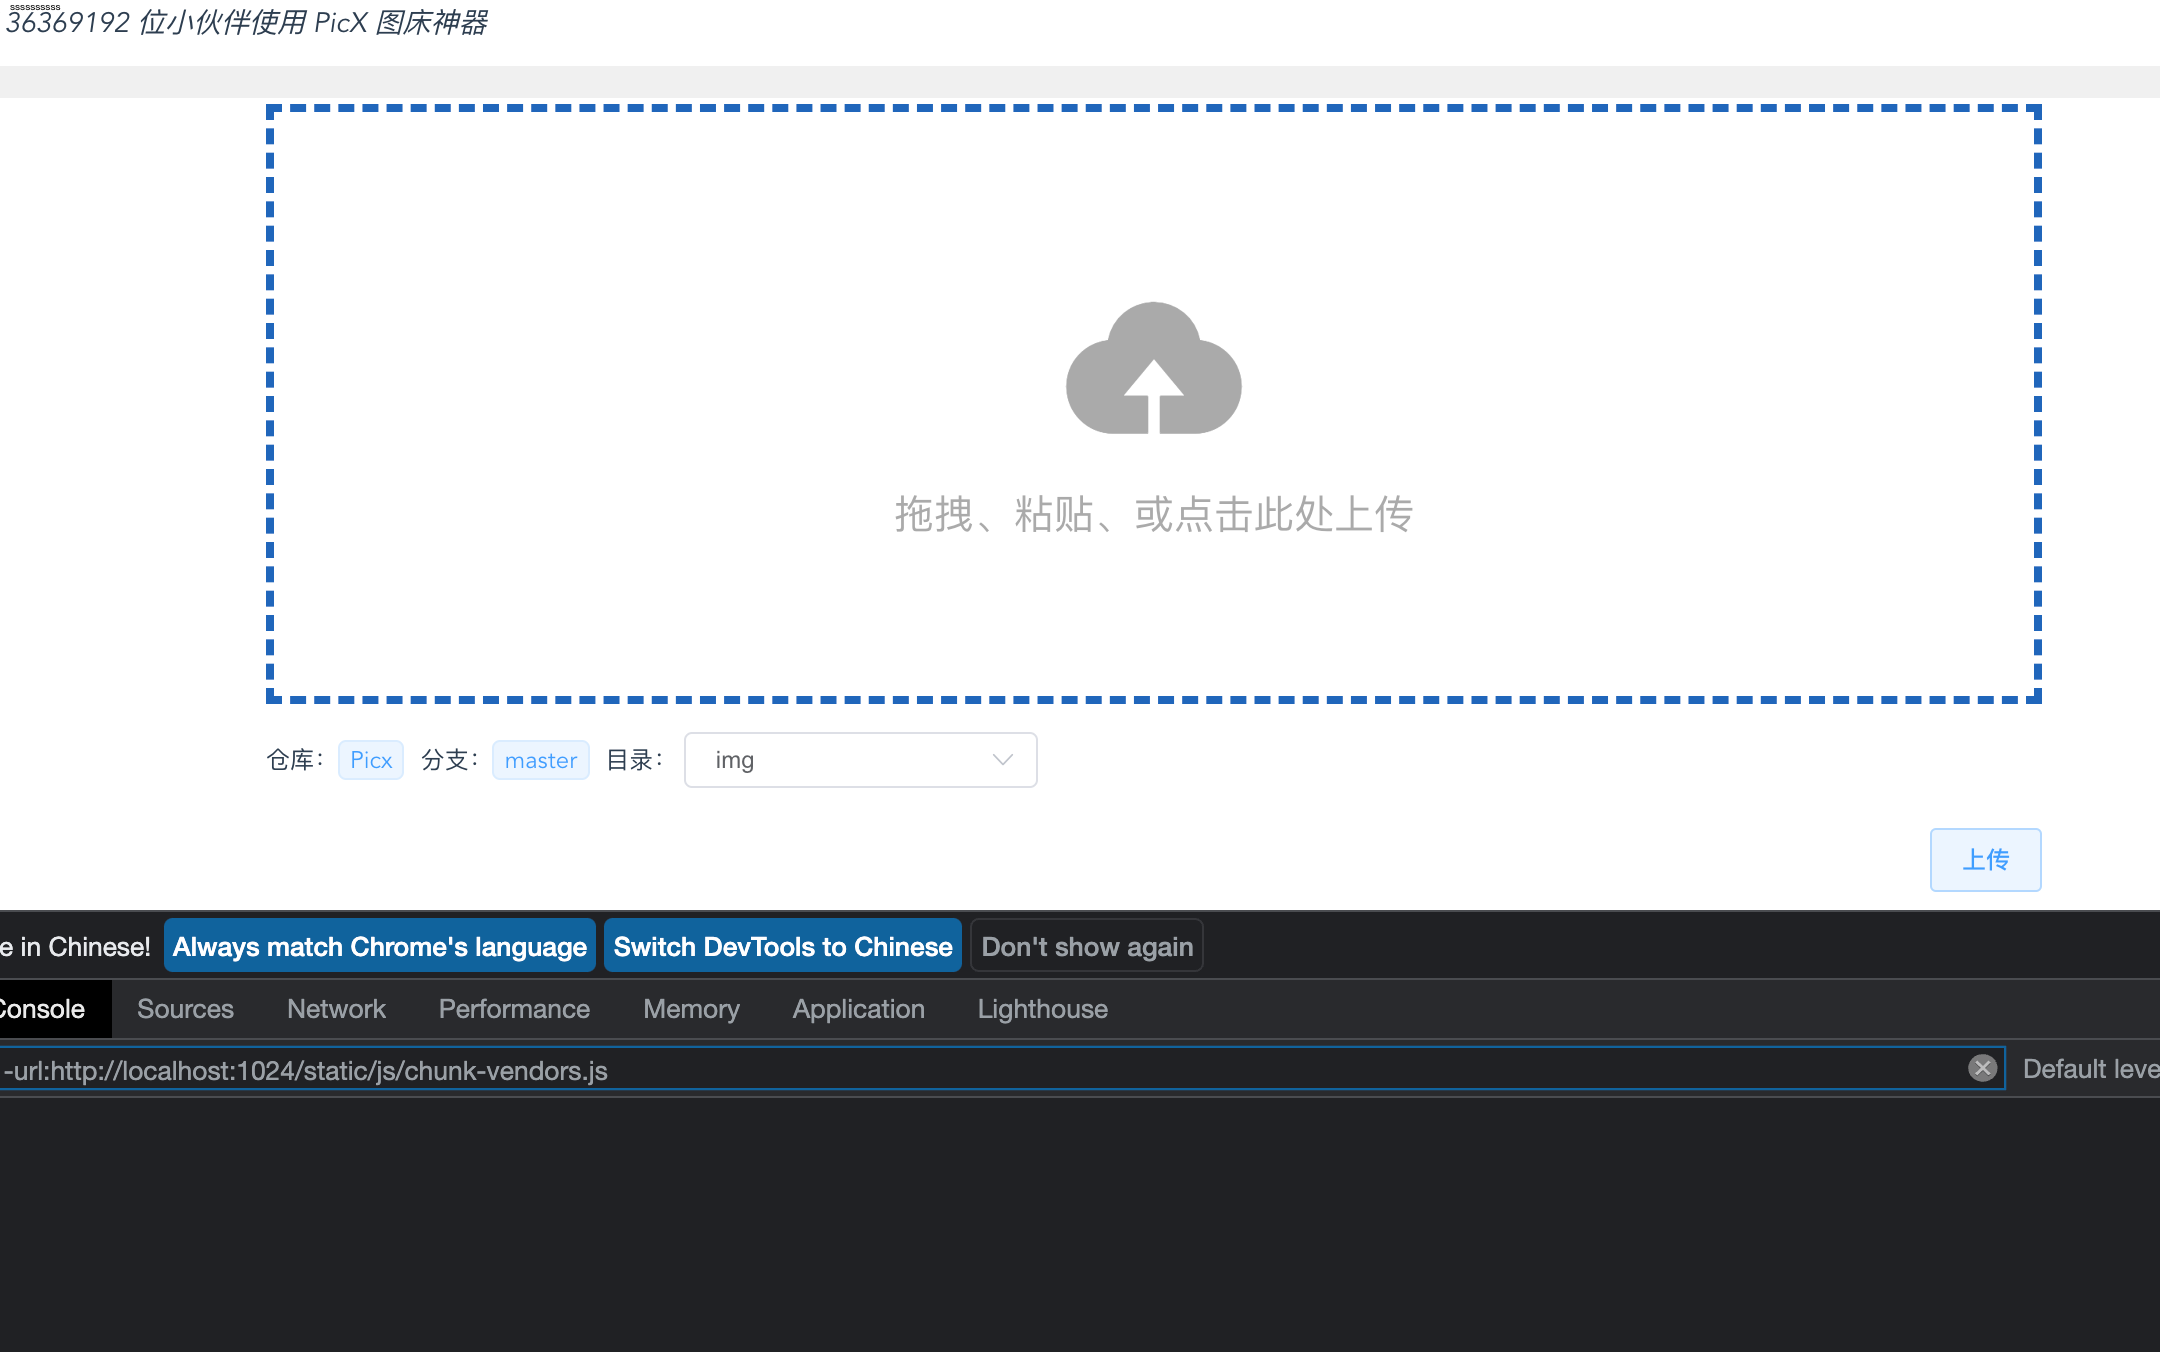 ssssssssss
36369192 位小伙伴使用 PicX 图床神器
拖拽、粘贴、或点击此处上传
仓库： Picx 分支： master 目录： img
上传
e in Chinese! Always match Chrome's language Switch DevTools to Chinese Don't show again
Console Sources Network Performance Memory Application Lighthouse
-url:http://localhost:1024/static/js/chunk-vendors.js Default leve